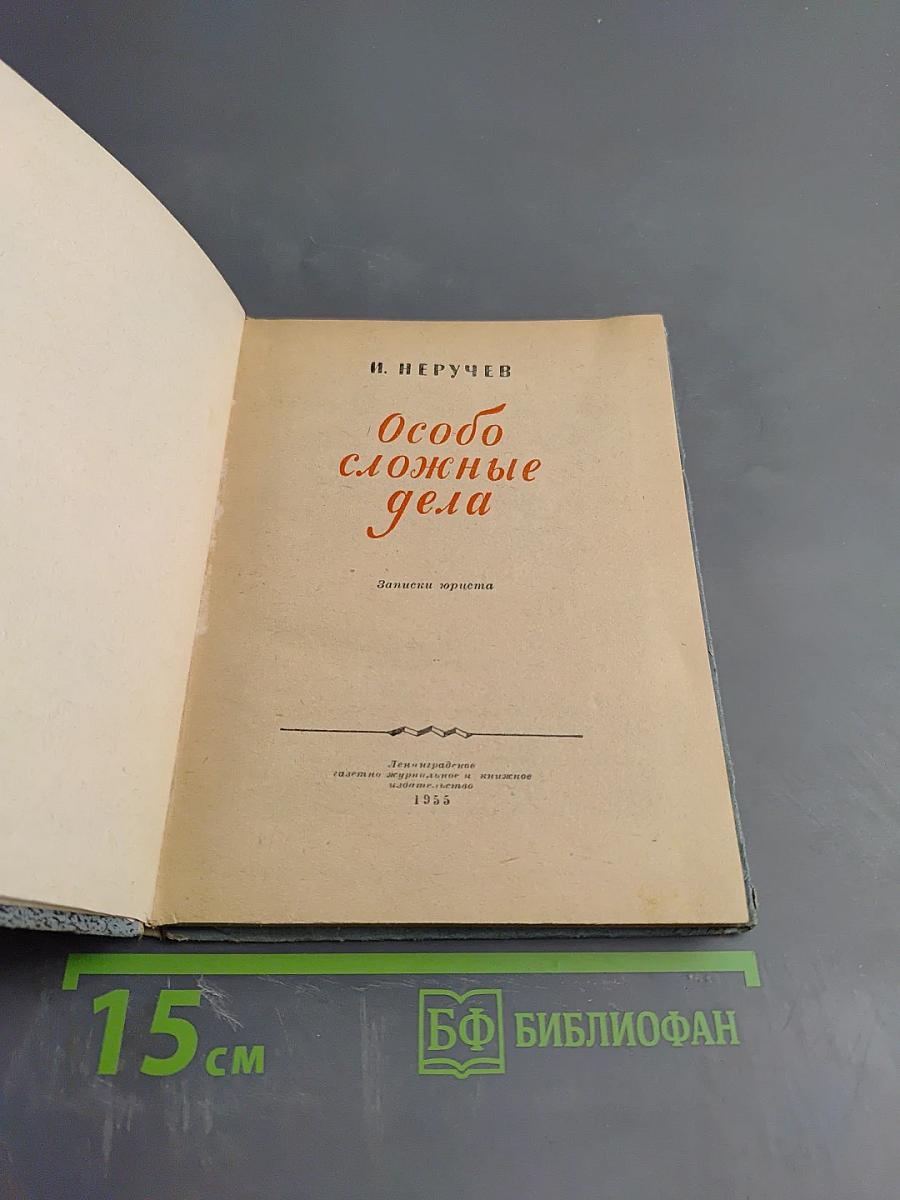 И. НЕРУЧЕВ
Особо
сложные
дела
Записки юриста
Ленинградское
газетно журнальное и книжное
издательство
1955
15 см
БФ БИБЛИОФАН